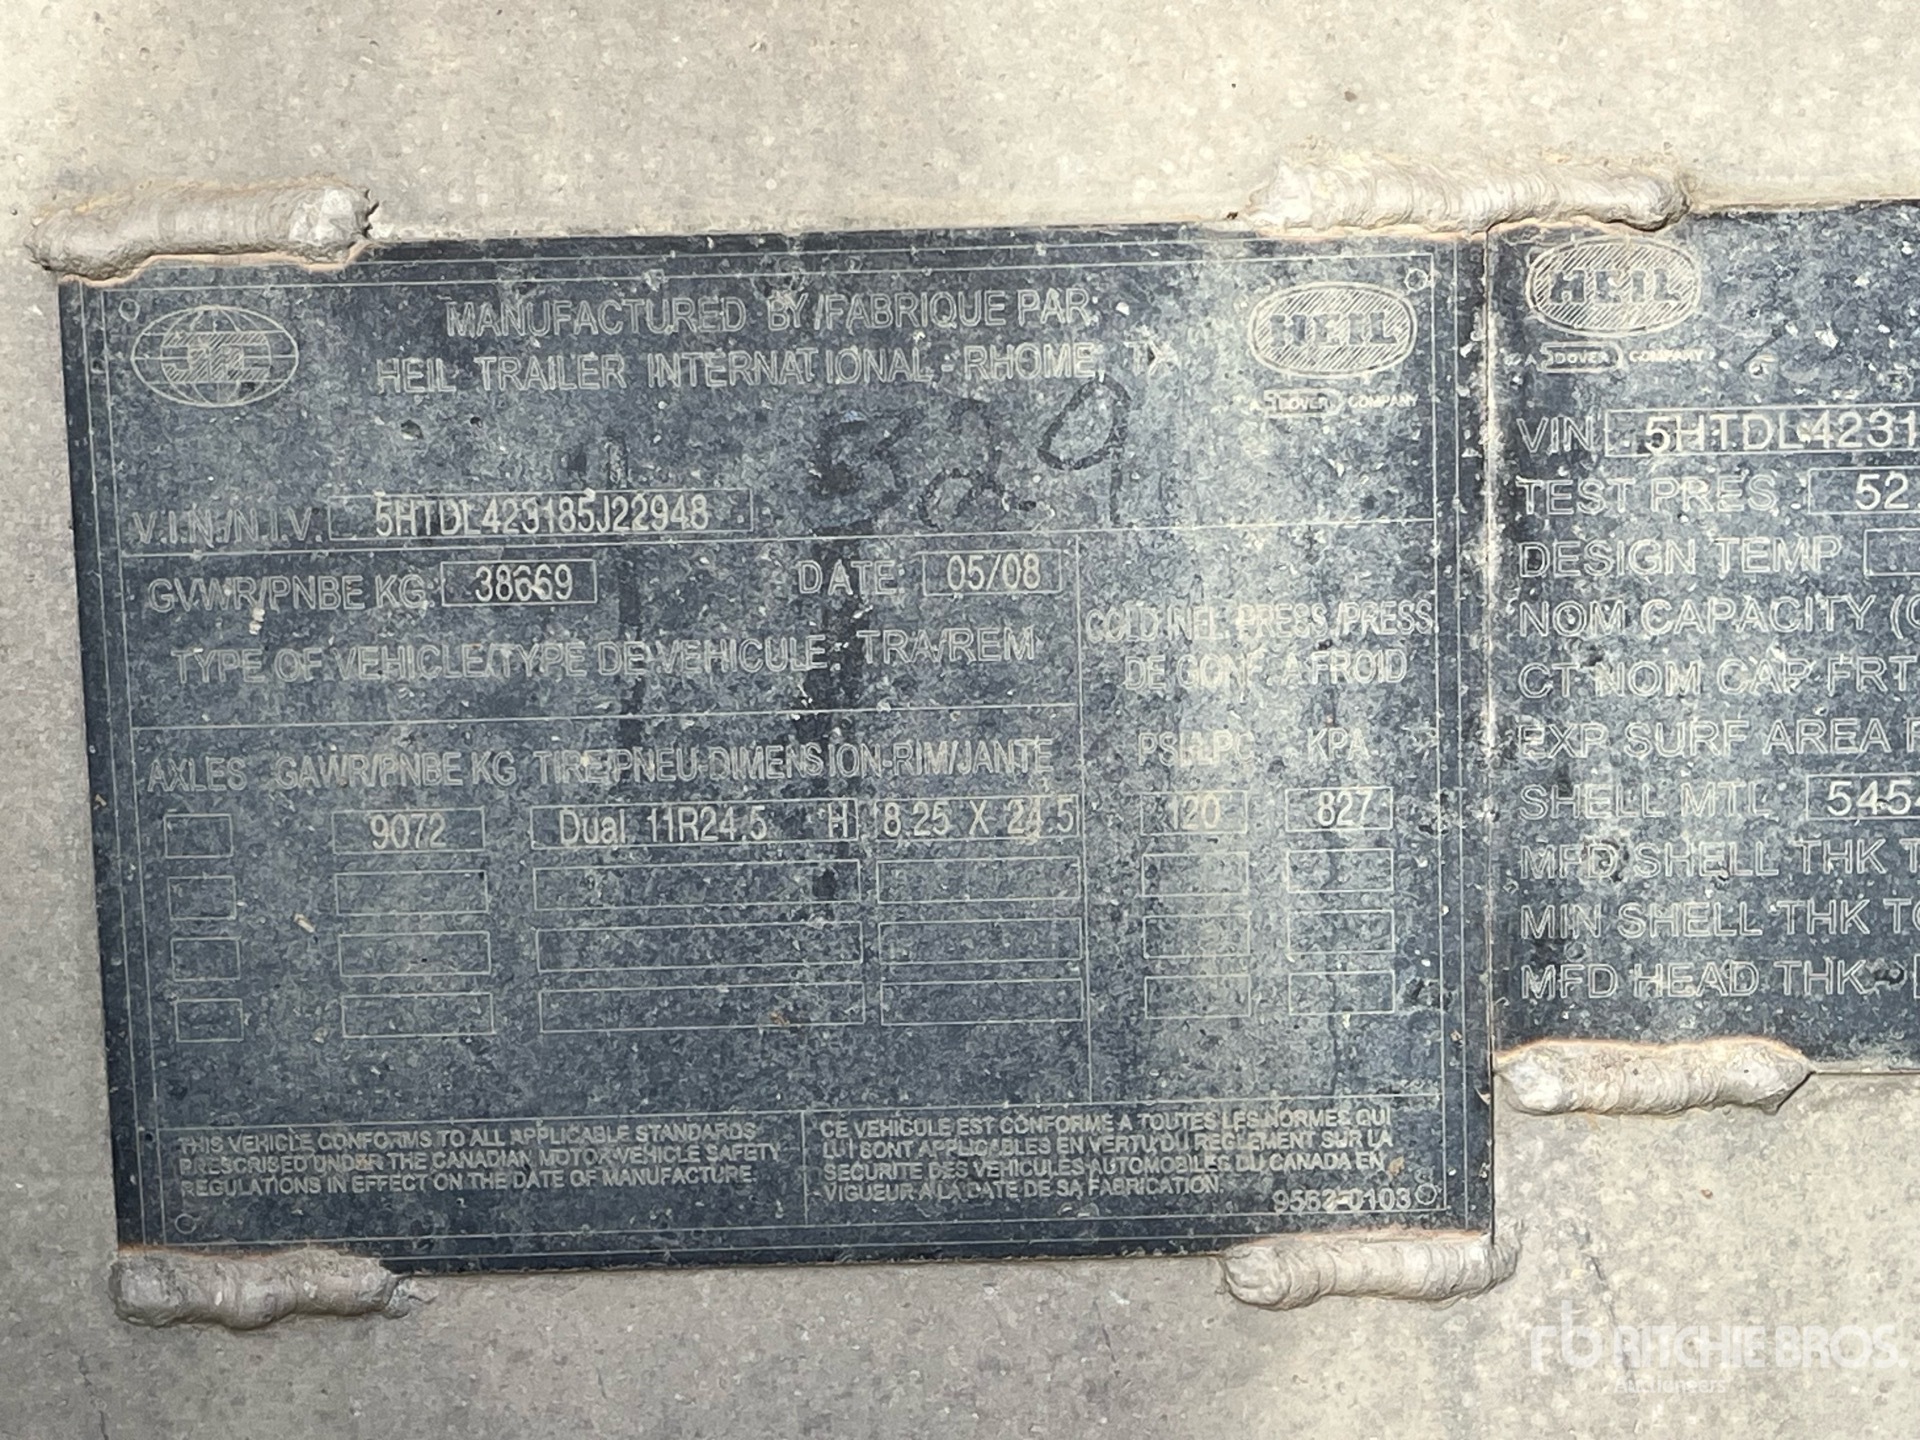 MANUFACTURED BY/FABRIQUE PAR
HEIL TRAILER INTERNATIONAL - RHOME, TX
HEIL
A DOVER COMPANY
529
V.I.N./N.I.V. 5HTDL423185J22948
GVWR/PNBE KG 38669 DATE: 05/08
TYPE OF VEHICLE/TYPE DE VEHICULE: TRA/REM
COLD INFL PRESS/PRESS
DE GONF A FROID
AXLES GAWR/PNBE KG TIRE/PNEU-DIMENSION-RIM/JANTE PSI/LPC KPA
9072 Dual 11R24.5 H 8.25 X 24.5 120 827
THIS VEHICLE CONFORMS TO ALL APPLICABLE STANDARDS
PRESCRIBED UNDER THE CANADIAN MOTOR VEHICLE SAFETY
REGULATIONS IN EFFECT ON THE DATE OF MANUFACTURE.
CE VEHICULE EST CONFORME A TOUTES LES NORMES QUI
LUI SONT APPLICABLES EN VERTU DU REGLEMENT SUR LA
SECURITE DES VEHICULES AUTOMOBILES DU CANADA EN
VIGUEUR A LA DATE DE SA FABRICATION.
9562-0103
HEIL
A DOVER COMPANY
VIN 5HTDL4231
TEST PRES 52
DESIGN TEMP
NOM CAPACITY
CT NOM CAP FRT
EXP SURF AREA F
SHELL MTL 545
MFD SHELL THK T
MIN SHELL THK TO
MFD HEAD THK
rb RITCHIE BROS.
Auctioneers